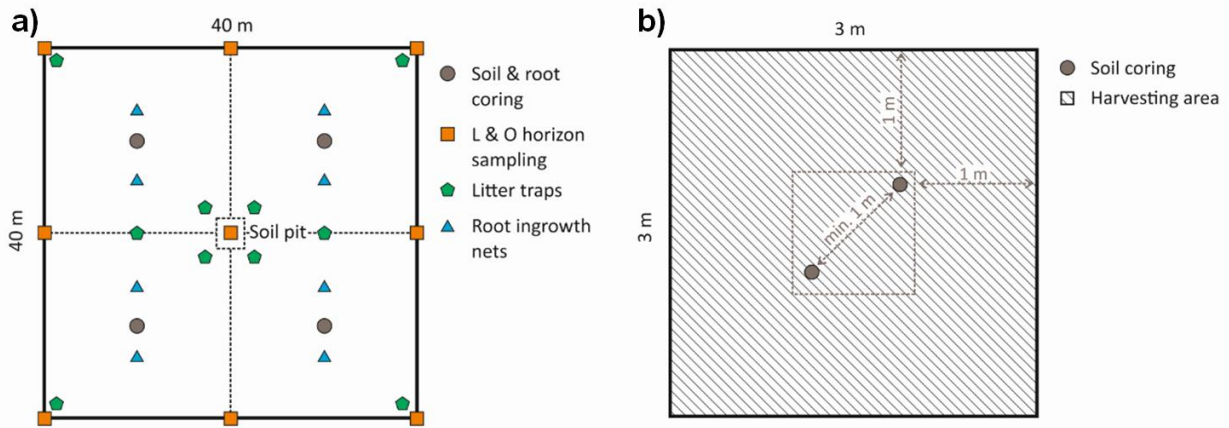 a)
40 m
40 m
Soil pit
Soil & root
coring
L & O horizon
sampling
Litter traps
Root ingrowth
nets
b)
3 m
3 m
1 m
1 m
min. 1 m
Soil coring
Harvesting area